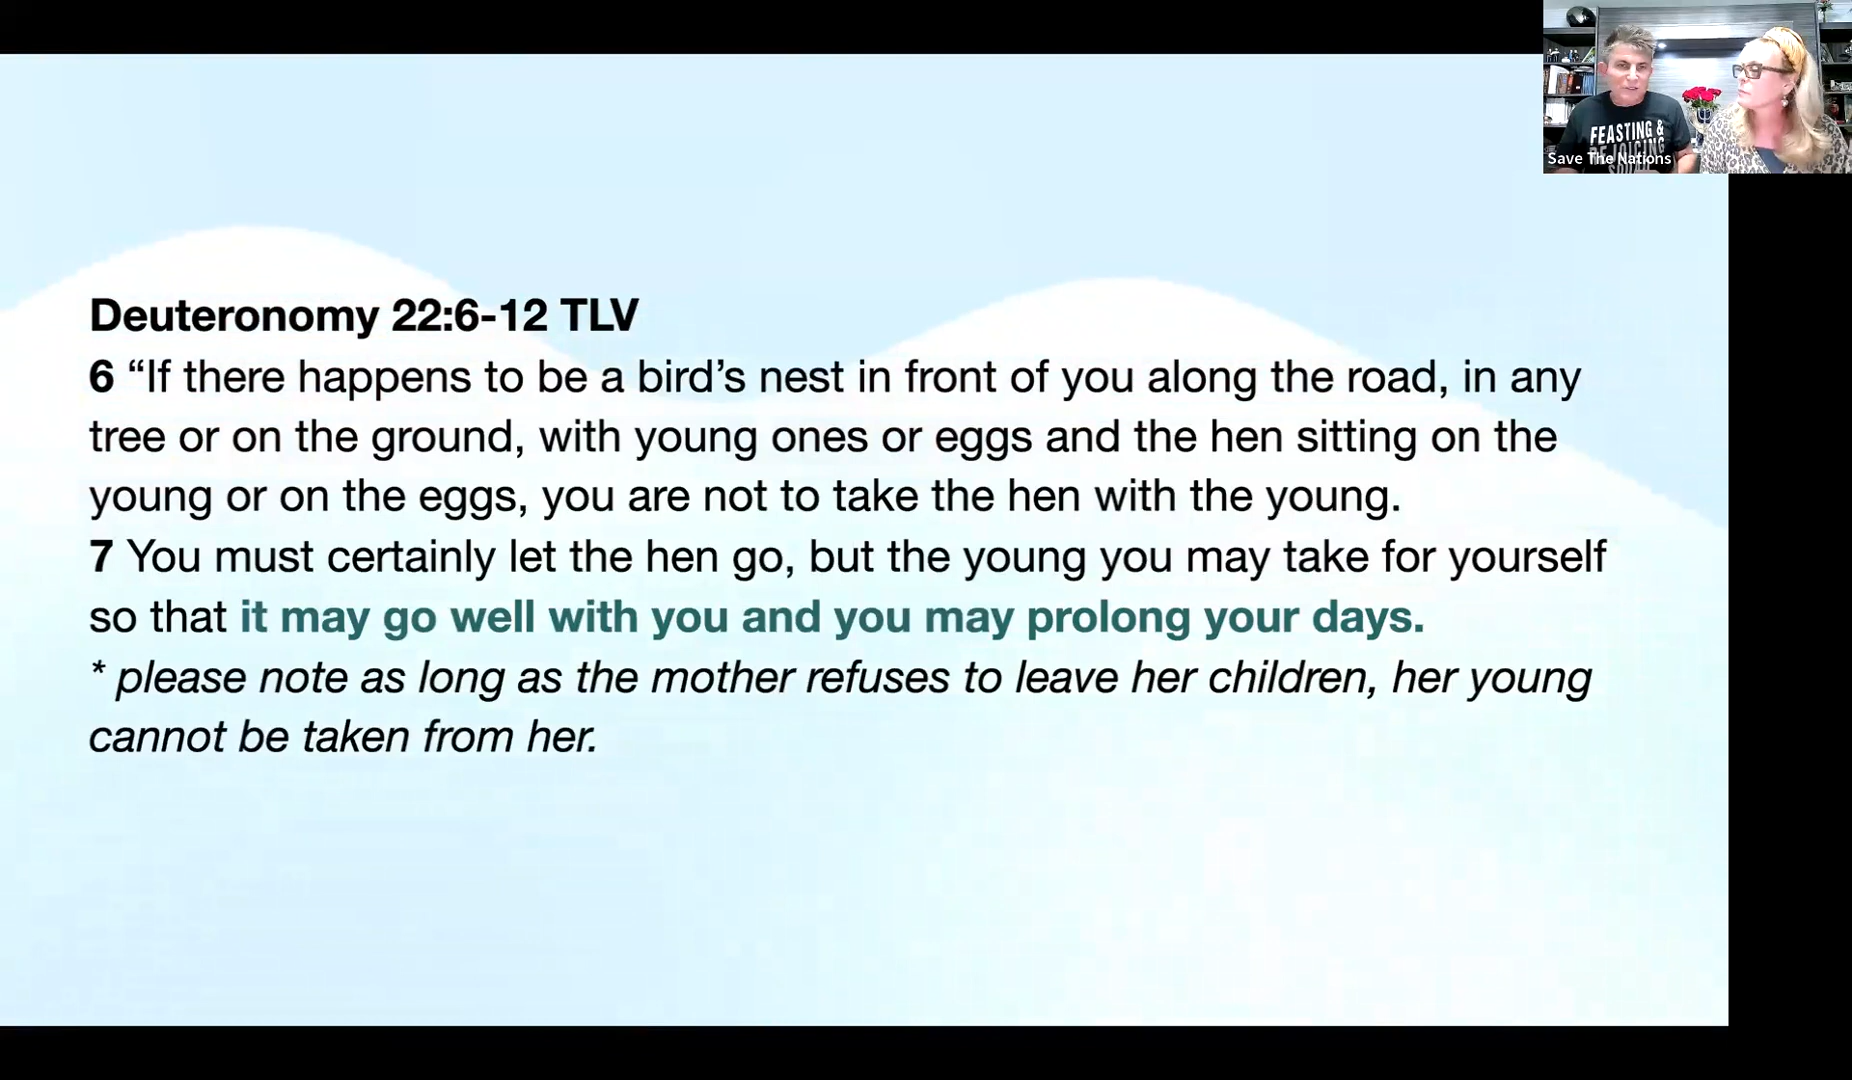 FEASTING &
REJOICING
SQUAD
Save The Nations
Deuteronomy 22:6-12 TLV
6 “If there happens to be a bird’s nest in front of you along the road, in any
tree or on the ground, with young ones or eggs and the hen sitting on the
young or on the eggs, you are not to take the hen with the young.
7 You must certainly let the hen go, but the young you may take for yourself
so that it may go well with you and you may prolong your days.
* please note as long as the mother refuses to leave her children, her young
cannot be taken from her.